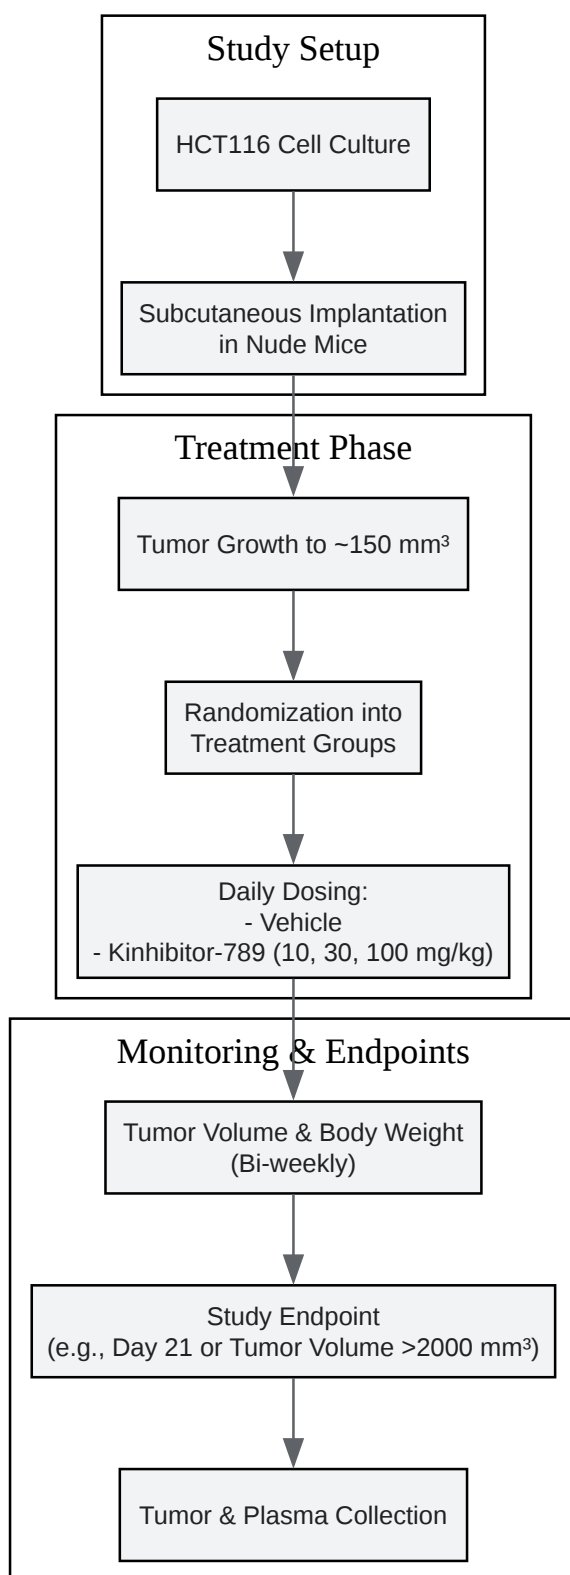 Study Setup
HCT116 Cell Culture
Subcutaneous Implantation
in Nude Mice
Treatment Phase
Tumor Growth to ~150 mm³
Randomization into
Treatment Groups
Daily Dosing:
- Vehicle
- Kinhibitor-789 (10, 30, 100 mg/kg)
Monitoring & Endpoints
Tumor Volume & Body Weight
(Bi-weekly)
Study Endpoint
(e.g., Day 21 or Tumor Volume >2000 mm³)
Tumor & Plasma Collection